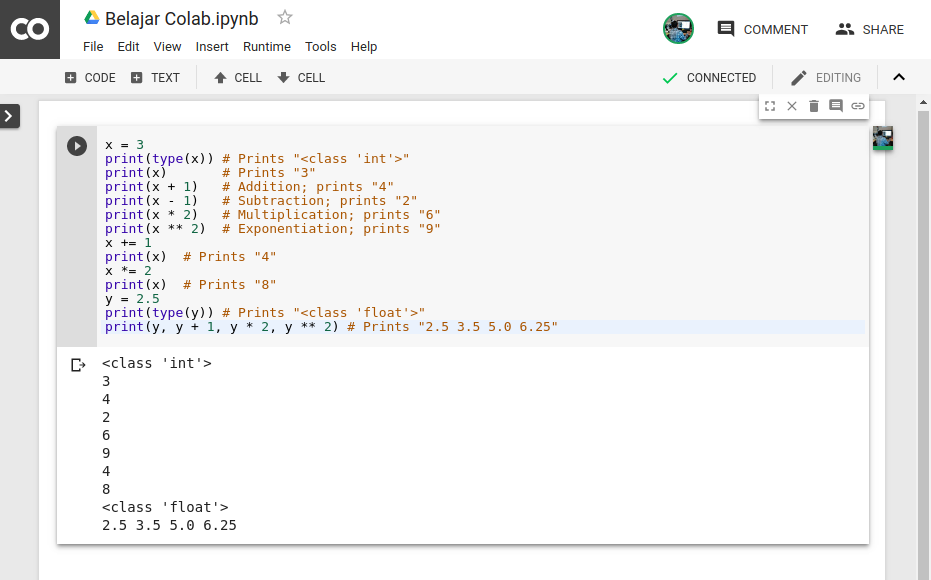 CO Belajar Colab.ipynb
COMMENT SHARE
File Edit View Insert Runtime Tools Help
CODE TEXT CELL CELL CONNECTED EDITING
x = 3
print(type(x)) # Prints "<class 'int'>"
print(x)       # Prints "3"
print(x + 1)   # Addition; prints "4"
print(x - 1)   # Subtraction; prints "2"
print(x * 2)   # Multiplication; prints "6"
print(x ** 2)  # Exponentiation; prints "9"
x += 1
print(x)  # Prints "4"
x *= 2
print(x)  # Prints "8"
y = 2.5
print(type(y)) # Prints "<class 'float'>"
print(y, y + 1, y * 2, y ** 2) # Prints "2.5 3.5 5.0 6.25"
<class 'int'>
3
4
2
6
9
4
8
<class 'float'>
2.5 3.5 5.0 6.25